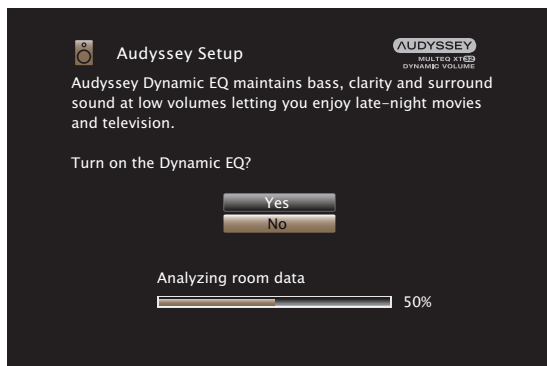 Audyssey Setup
AUDYSSEY
MULTEQ XT32
DYNAMIC VOLUME
Audyssey Dynamic EQ maintains bass, clarity and surround
sound at low volumes letting you enjoy late-night movies
and television.
Turn on the Dynamic EQ?
Yes
No
Analyzing room data
50%